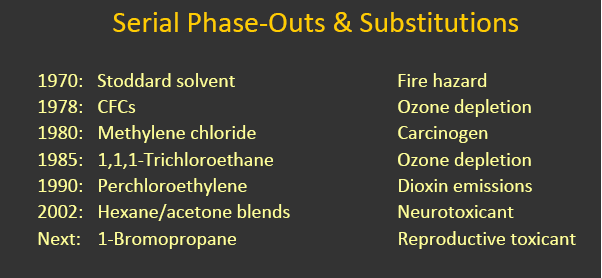 Serial Phase-Outs & Substitutions
1970: Stoddard solvent Fire hazard
1978: CFCs Ozone depletion
1980: Methylene chloride Carcinogen
1985: 1,1,1-Trichloroethane Ozone depletion
1990: Perchloroethylene Dioxin emissions
2002: Hexane/acetone blends Neurotoxicant
Next: 1-Bromopropane Reproductive toxicant